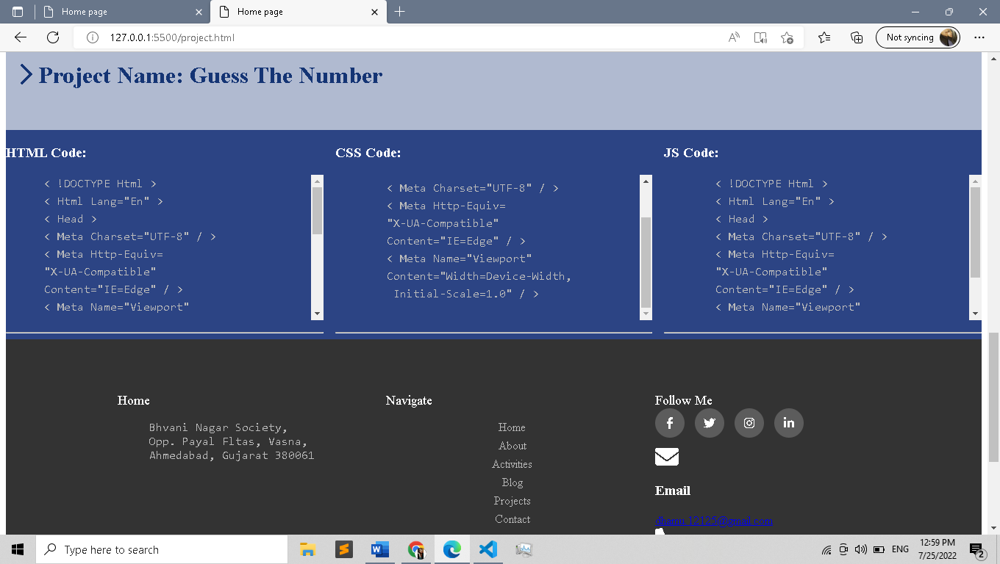 Home page
Home page
127.0.0.1:5500/project.html
Not syncing
Project Name: Guess The Number
HTML Code:
< !DOCTYPE Html >
< Html Lang="En" >
< Head >
< Meta Charset="UTF-8" / >
< Meta Http-Equiv=
"X-UA-Compatible"
Content="IE=Edge" / >
< Meta Name="Viewport"
CSS Code:
< Meta Charset="UTF-8" / >
< Meta Http-Equiv=
"X-UA-Compatible"
Content="IE=Edge" / >
< Meta Name="Viewport"
Content="Width=Device-Width,
Initial-Scale=1.0" / >
JS Code:
< !DOCTYPE Html >
< Html Lang="En" >
< Head >
< Meta Charset="UTF-8" / >
< Meta Http-Equiv=
"X-UA-Compatible"
Content="IE=Edge" / >
< Meta Name="Viewport"
Home
Bhvani Nagar Society,
Opp. Payal Fltas, Vasna,
Ahmedabad, Gujarat 380061
Navigate
Home
About
Activities
Blog
Projects
Contact
Follow Me
Email
dhamu.12125@gmail.com
Type here to search
ENG
12:59 PM
7/25/2022
2